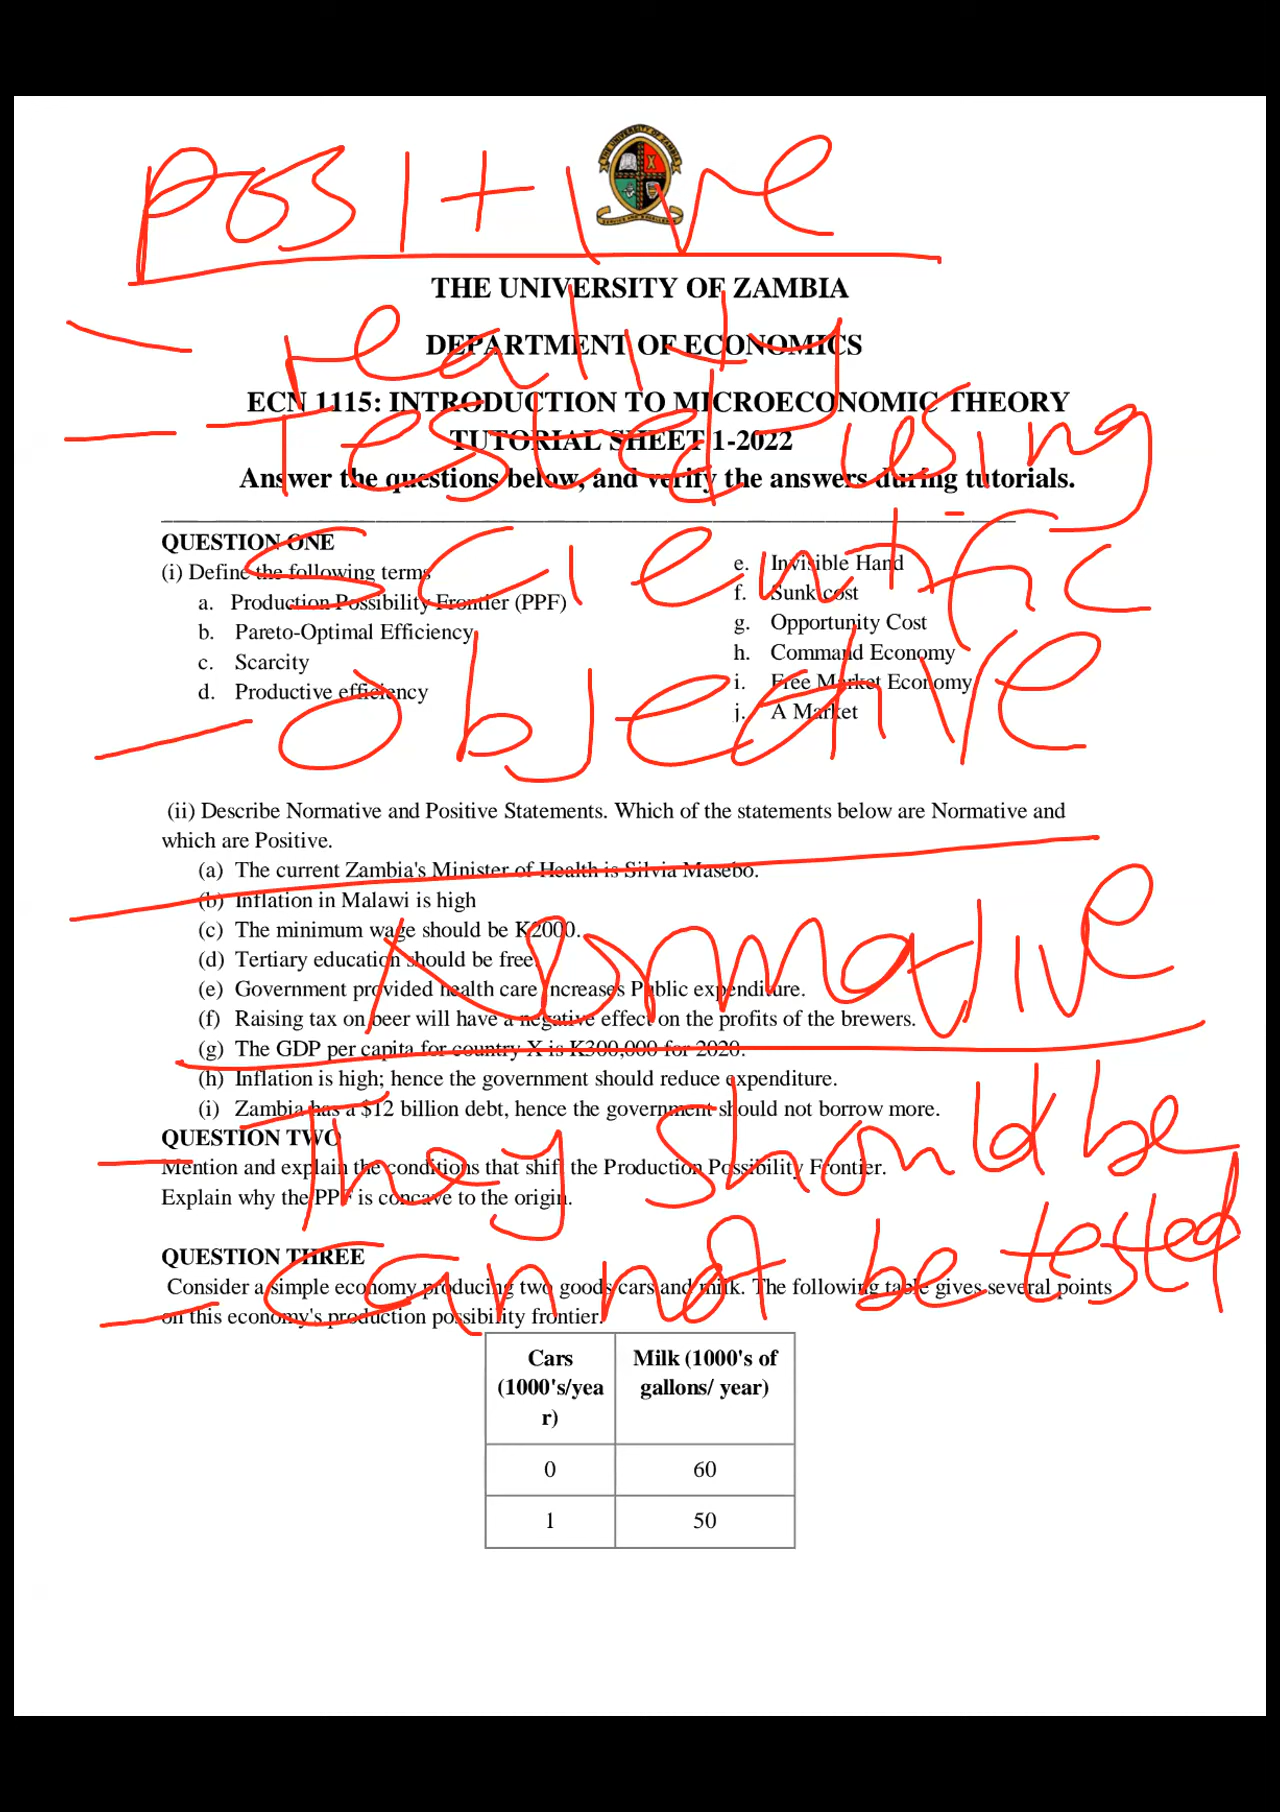 positive
THE UNIVERSITY OF ZAMBIA
- reality
DEPARTMENT OF ECONOMICS
ECN 1115: INTRODUCTION TO MICROECONOMIC THEORY
- Tested using
TUTORIAL SHEET 1-2022
Answer the questions below, and verify the answers during tutorials.
scientific
QUESTION ONE
(i) Define the following terms
a. Production Possibility Frontier (PPF)
b. Pareto-Optimal Efficiency
c. Scarcity
d. Productive efficiency
e. Invisible Hand
f. Sunk cost
g. Opportunity Cost
h. Command Economy
i. Free Market Economy
j. A Market
- objective
(ii) Describe Normative and Positive Statements. Which of the statements below are Normative and
which are Positive.
(a) The current Zambia's Minister of Health is Silvia Masebo.
(b) Inflation in Malawi is high
(c) The minimum wage should be K2000.
(d) Tertiary education should be free.
(e) Government provided health care increases Public expenditure.
Normative
(f) Raising tax on beer will have a negative effect on the profits of the brewers.
(g) The GDP per capita for country X is K300,000 for 2020.
(h) Inflation is high; hence the government should reduce expenditure.
(i) Zambia has a $12 billion debt, hence the government should not borrow more.
QUESTION TWO
- They should be
Mention and explain the conditions that shift the Production Possibility Frontier.
Explain why the PPF is concave to the origin.
QUESTION THREE
- cannot be tested
Consider a simple economy producing two goods cars and milk. The following table gives several points
on this economy's production possibility frontier.
Cars (1000's/year) Milk (1000's of gallons/ year)
0 60
1 50